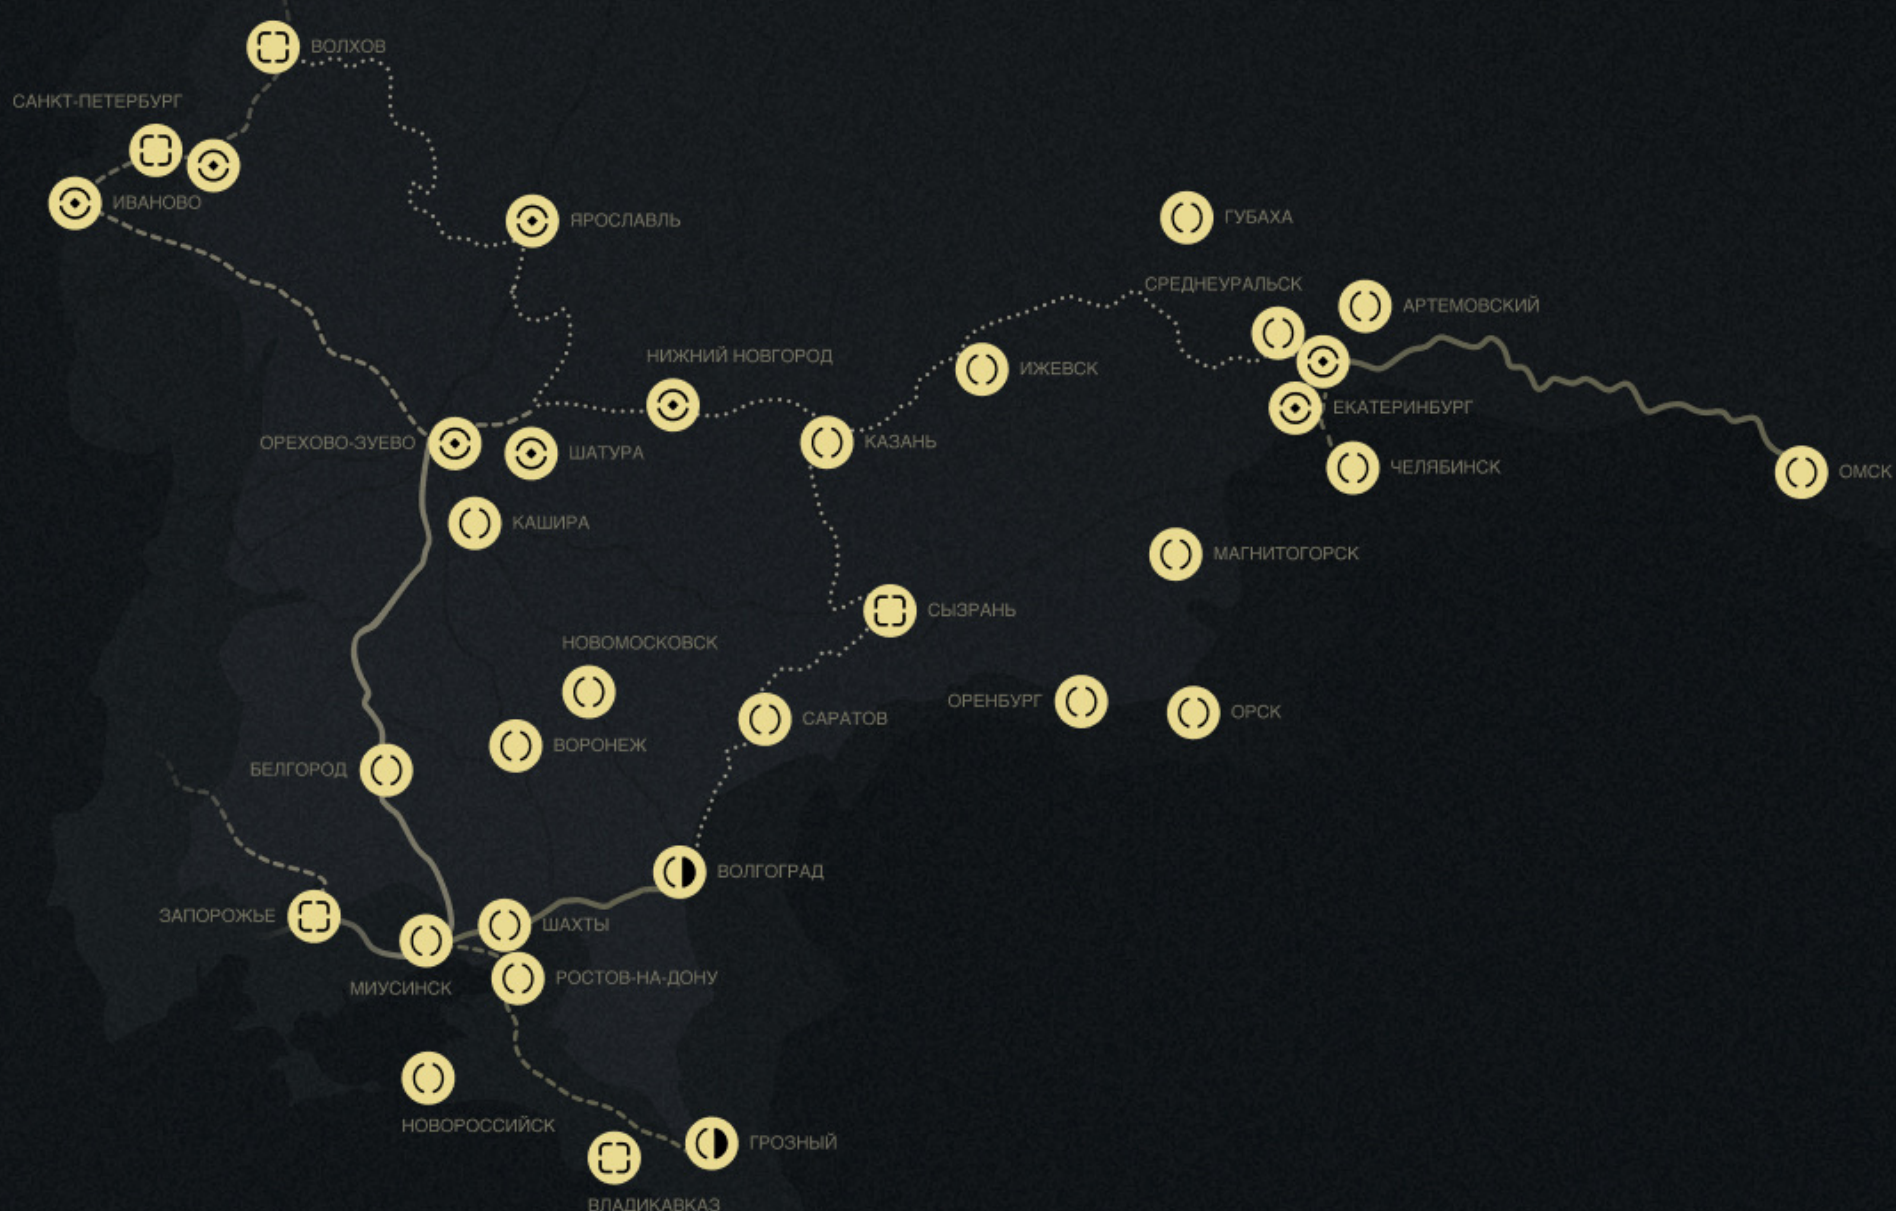 ВОЛХОВ
САНКТ-ПЕТЕРБУРГ
ИВАНОВО
ЯРОСЛАВЛЬ
ГУБАХА
СРЕДНЕУРАЛЬСК
АРТЕМОВСКИЙ
НИЖНИЙ НОВГОРОД
ИЖЕВСК
ЕКАТЕРИНБУРГ
ОРЕХОВО-ЗУЕВО
ШАТУРА
КАЗАНЬ
ЧЕЛЯБИНСК
ОМСК
КАШИРА
МАГНИТОГОРСК
СЫЗРАНЬ
НОВОМОСКОВСК
ОРЕНБУРГ
ОРСК
САРАТОВ
ВОРОНЕЖ
БЕЛГОРОД
ВОЛГОГРАД
ЗАПОРОЖЬЕ
ШАХТЫ
РОСТОВ-НА-ДОНУ
МИУСИНСК
НОВОРОССИЙСК
ГРОЗНЫЙ
ВЛАДИКАВКАЗ